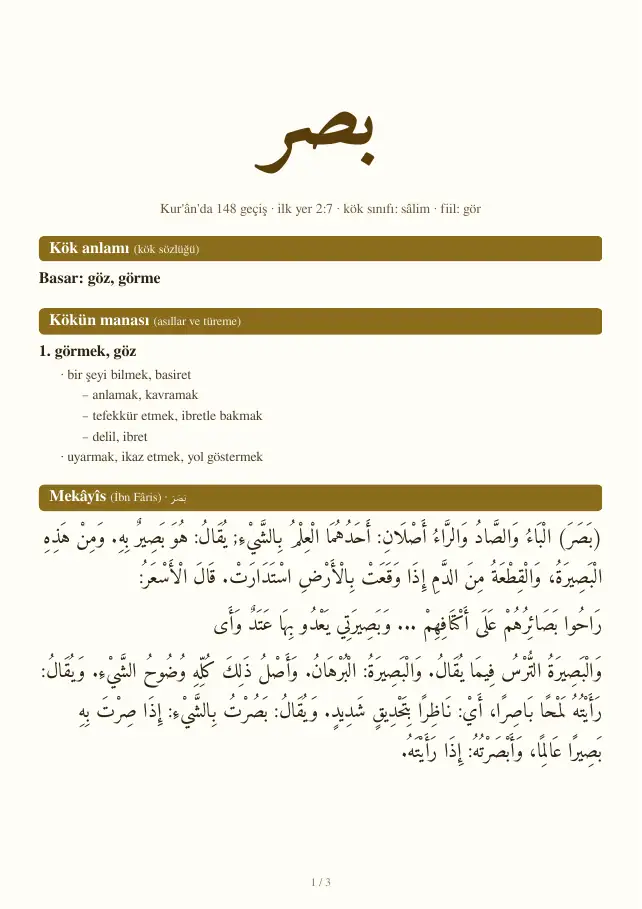 بصر
Kur'ân'da 148 geçiş · ilk yer 2:7 · kök sınıfı: sâlim · fiil: gör
Kök anlamı (kök sözlüğü)
Basar: göz, görme
Kökün manası (asıllar ve türeme)
1. görmek, göz
· bir şeyi bilmek, basiret
– anlamak, kavramak
– tefekkür etmek, ibretle bakmak
– delil, ibret
· uyarmak, ikaz etmek, yol göstermek
Mekâyîs (İbn Fâris) · بَصَرَ
(بَصَرَ) الْبَاءُ وَالصَّادُ وَالرَّاءُ أَصْلَانِ: أَحَدُهُمَا الْعِلْمُ بِالشَّيْءِ; يُقَالُ: هُوَ بَصِيرٌ بِهِ. وَمِنْ هَذِهِ
الْبَصِيرَةُ، وَالْقِطْعَةُ مِنَ الدَّمِ إِذَا وَقَعَتْ بِالْأَرْضِ اسْتَدَارَتْ. قَالَ الْأَسْعَرُ:
رَاحُوا بَصَائِرُهُمْ عَلَى أَكْتَافِهِمْ ... وَبَصِيرَتِي يَعْدُو بِهَا عَتَدٌ وَأَى
وَالْبَصِيرَةُ التُّرْسُ فِيمَا يُقَالُ. وَالْبَصِيرَةُ: الْبُرْهَانُ. وَأَصْلُ ذَلِكَ كُلِّهِ وُضُوحُ الشَّيْءِ. وَيُقَالُ:
رَأَيْتُهُ لَمْحًا بَاصِرًا، أَيْ: نَاظِرًا بِتَحْدِيقٍ شَدِيدٍ. وَيُقَالُ: بَصُرْتُ بِالشَّيْءِ: إِذَا صِرْتَ بِهِ
بَصِيرًا عَالِمًا، وَأَبْصَرْتُهُ: إِذَا رَأَيْتَهُ.
1 / 3